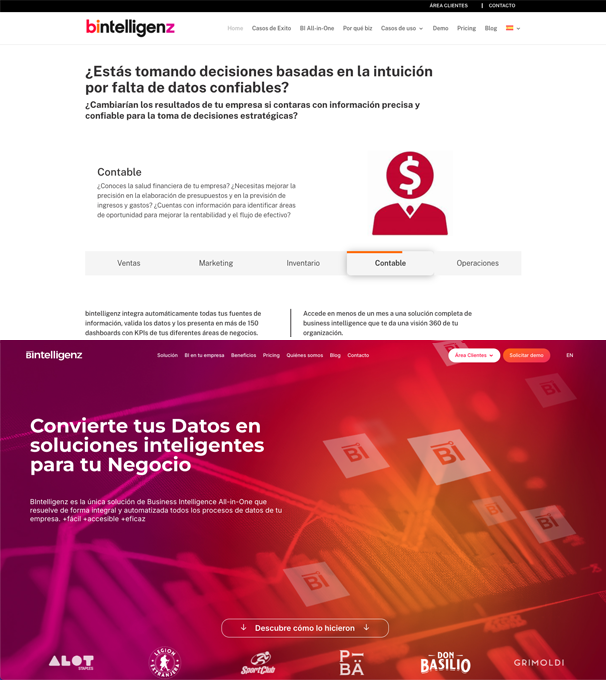 ÁREA CLIENTES | CONTACTO
bintelligenz
Home Casos de Exito BI All-in-One Por qué biz Casos de uso Demo Pricing Blog
¿Estás tomando decisiones basadas en la intuición
por falta de datos confiables?
¿Cambiarían los resultados de tu empresa si contaras con información precisa y
confiable para la toma de decisiones estratégicas?
Contable
¿Conoces la salud financiera de tu empresa? ¿Necesitas mejorar la
precisión en la elaboración de presupuestos y en la previsión de
ingresos y gastos? ¿Cuentas con información para identificar áreas
de oportunidad para mejorar la rentabilidad y el flujo de efectivo?
$
Ventas Marketing Inventario Contable Operaciones
bintelligenz integra automáticamente todas tus fuentes de
información, valida los datos y los presenta en más de 150
dashboards con KPIs de tus diferentes áreas de negocios.
Accede en menos de un mes a una solución completa de
business intelligence que te da una visión 360 de tu
organización.
BIntelligenz
Solución BI en tu empresa Beneficios Pricing Quiénes somos Blog Contacto
Área Clientes
Solicitar demo
EN
Convierte tus Datos en
soluciones inteligentes
para tu Negocio
BIntelligenz es la única solución de Business Intelligence All-in-One que
resuelve de forma integral y automatizada todos los procesos de datos de tu
empresa. +fácil +accesible +eficaz
BI
BI
BI
BI
Descubre cómo lo hicieron
ALOT
STAPLES
LEGION
EXTRANJERA
SportClub
PI
BÄ
DON
BASILIO
GRIMOLDI